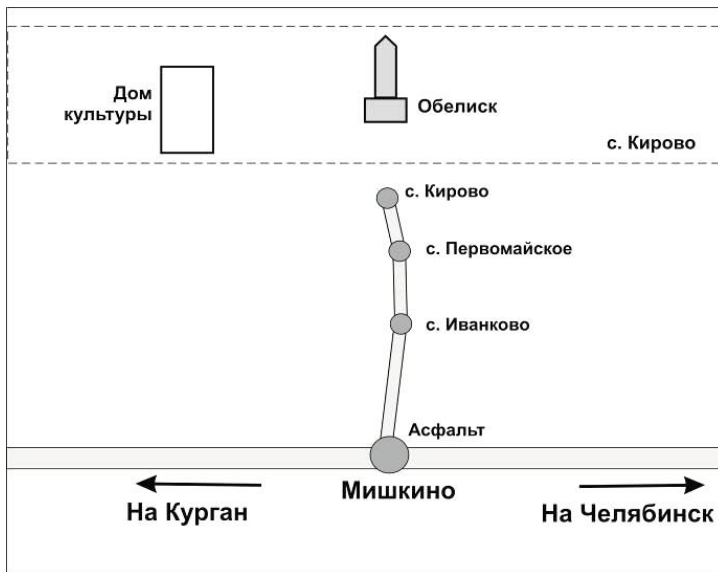 Дом
культуры
Обелиск
с. Кирово
с. Кирово
с. Первомайское
с. Иванково
Асфальт
Мишкино
На Курган
На Челябинск